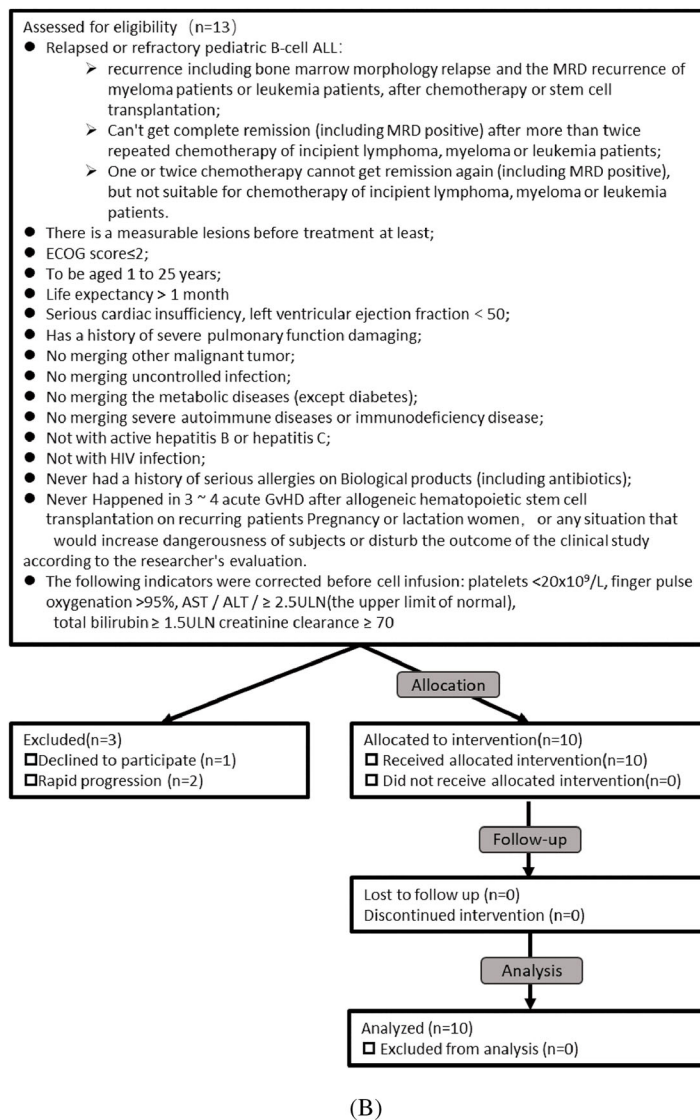 Assessed for eligibility (n=13)
● Relapsed or refractory pediatric B-cell ALL:
➢ recurrence including bone marrow morphology relapse and the MRD recurrence of
myeloma patients or leukemia patients, after chemotherapy or stem cell
transplantation;
➢ Can't get complete remission (including MRD positive) after more than twice
repeated chemotherapy of incipient lymphoma, myeloma or leukemia patients;
➢ One or twice chemotherapy cannot get remission again (including MRD positive),
but not suitable for chemotherapy of incipient lymphoma, myeloma or leukemia
patients.
● There is a measurable lesions before treatment at least;
● ECOG score≤2;
● To be aged 1 to 25 years;
● Life expectancy > 1 month
● Serious cardiac insufficiency, left ventricular ejection fraction < 50;
● Has a history of severe pulmonary function damaging;
● No merging other malignant tumor;
● No merging uncontrolled infection;
● No merging the metabolic diseases (except diabetes);
● No merging severe autoimmune diseases or immunodeficiency disease;
● Not with active hepatitis B or hepatitis C;
● Not with HIV infection;
● Never had a history of serious allergies on Biological products (including antibiotics);
● Never Happened in 3 ~ 4 acute GvHD after allogeneic hematopoietic stem cell
transplantation on recurring patients Pregnancy or lactation women, or any situation that
would increase dangerousness of subjects or disturb the outcome of the clinical study
according to the researcher's evaluation.
● The following indicators were corrected before cell infusion: platelets <20x10⁹/L, finger pulse
oxygenation >95%, AST / ALT / ≥ 2.5ULN(the upper limit of normal),
total bilirubin ≥ 1.5ULN creatinine clearance ≥ 70
Allocation
Excluded(n=3)
☐Declined to participate (n=1)
☐Rapid progression (n=2)
Allocated to intervention(n=10)
☐ Received allocated intervention(n=10)
☐ Did not receive allocated intervention(n=0)
Follow-up
Lost to follow up (n=0)
Discontinued intervention (n=0)
Analysis
Analyzed (n=10)
☐ Excluded from analysis (n=0)
(B)